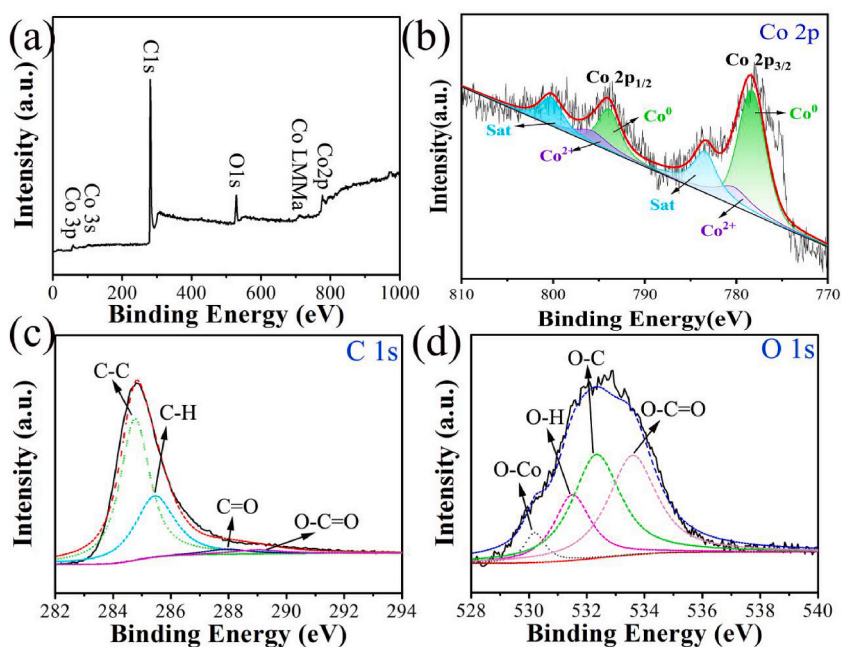 (a)
Intensity (a.u.)
Co 3p
Co 3s
C1s
O1s
Co LMMa
Co2p
0 200 400 600 800 1000
Binding Energy (eV)
(b)
Co 2p
Intensity(a.u.)
Co 2p1/2
Co 2p3/2
Co⁰
Co⁰
Sat
Co²⁺
Sat
Co²⁺
810 800 790 780 770
Binding Energy(eV)
(c)
C 1s
Intensity (a.u.)
C-C
C-H
C=O
O-C=O
282 284 286 288 290 292 294
Binding Energy (eV)
(d)
O 1s
Intensity (a.u.)
O-C
O-H
O-C=O
O-Co
528 530 532 534 536 538 540
Binding Energy (eV)